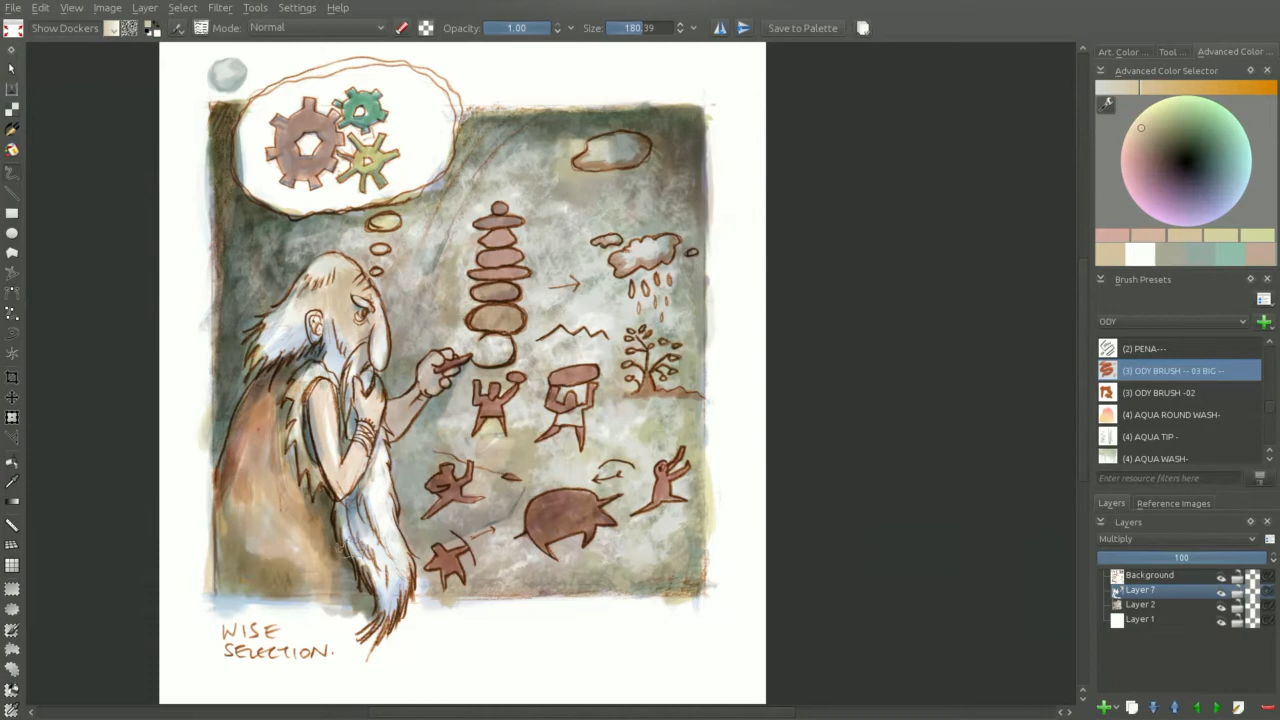 File Edit View Image Layer Select Filter Tools Settings Help
Show Dockers Mode: Normal Opacity: 1.00 Size: 180.39 Save to Palette
Art. Color ... Tool ... Advanced Color ...
Advanced Color Selector
Brush Presets
ODY
(2) PENA---
(3) ODY BRUSH -- 03 BIG --
(3) ODY BRUSH -02
(4) AQUA ROUND WASH-
(4) AQUA TIP -
(4) AQUA WASH-
Enter resource filters here
Layers Reference Images
Layers
Multiply
100
Background
Layer 7
Layer 2
Layer 1
WISE
SELECTION.